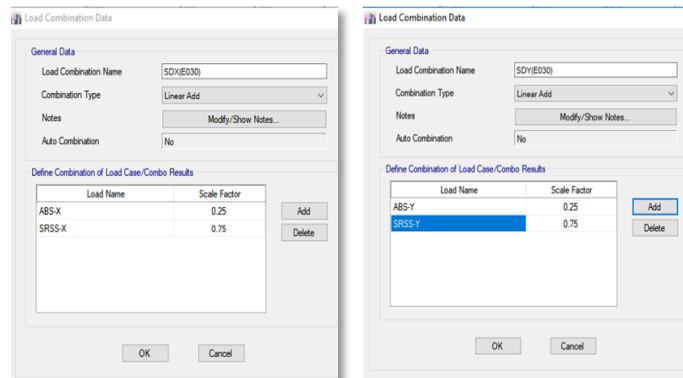 Load Combination Data
General Data
Load Combination Name SDX(E030)
Combination Type Linear Add
Notes Modify/Show Notes...
Auto Combination No
Define Combination of Load Case/Combo Results
Load Name Scale Factor
ABS-X 0.25 Add
SRSS-X 0.75 Delete
OK Cancel
Load Combination Data
General Data
Load Combination Name SDY(E030)
Combination Type Linear Add
Notes Modify/Show Notes...
Auto Combination No
Define Combination of Load Case/Combo Results
Load Name Scale Factor
ABS-Y 0.25 Add
SRSS-Y 0.75 Delete
OK Cancel